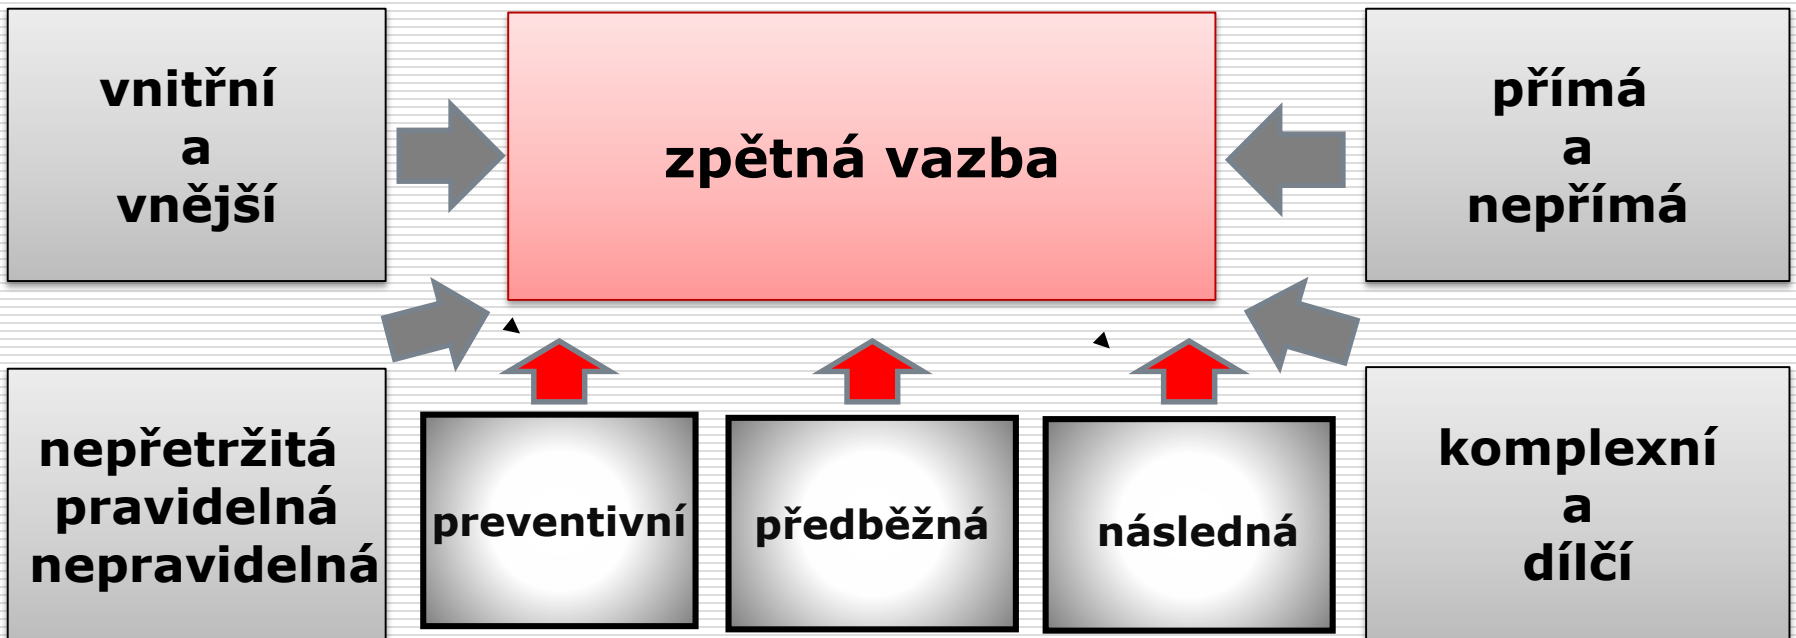 vnitřní
a
vnější
zpětná vazba
přímá
a
nepřímá
nepřetržitá
pravidelná
nepravidelná
preventivní
předběžná
následná
komplexní
a
dílčí